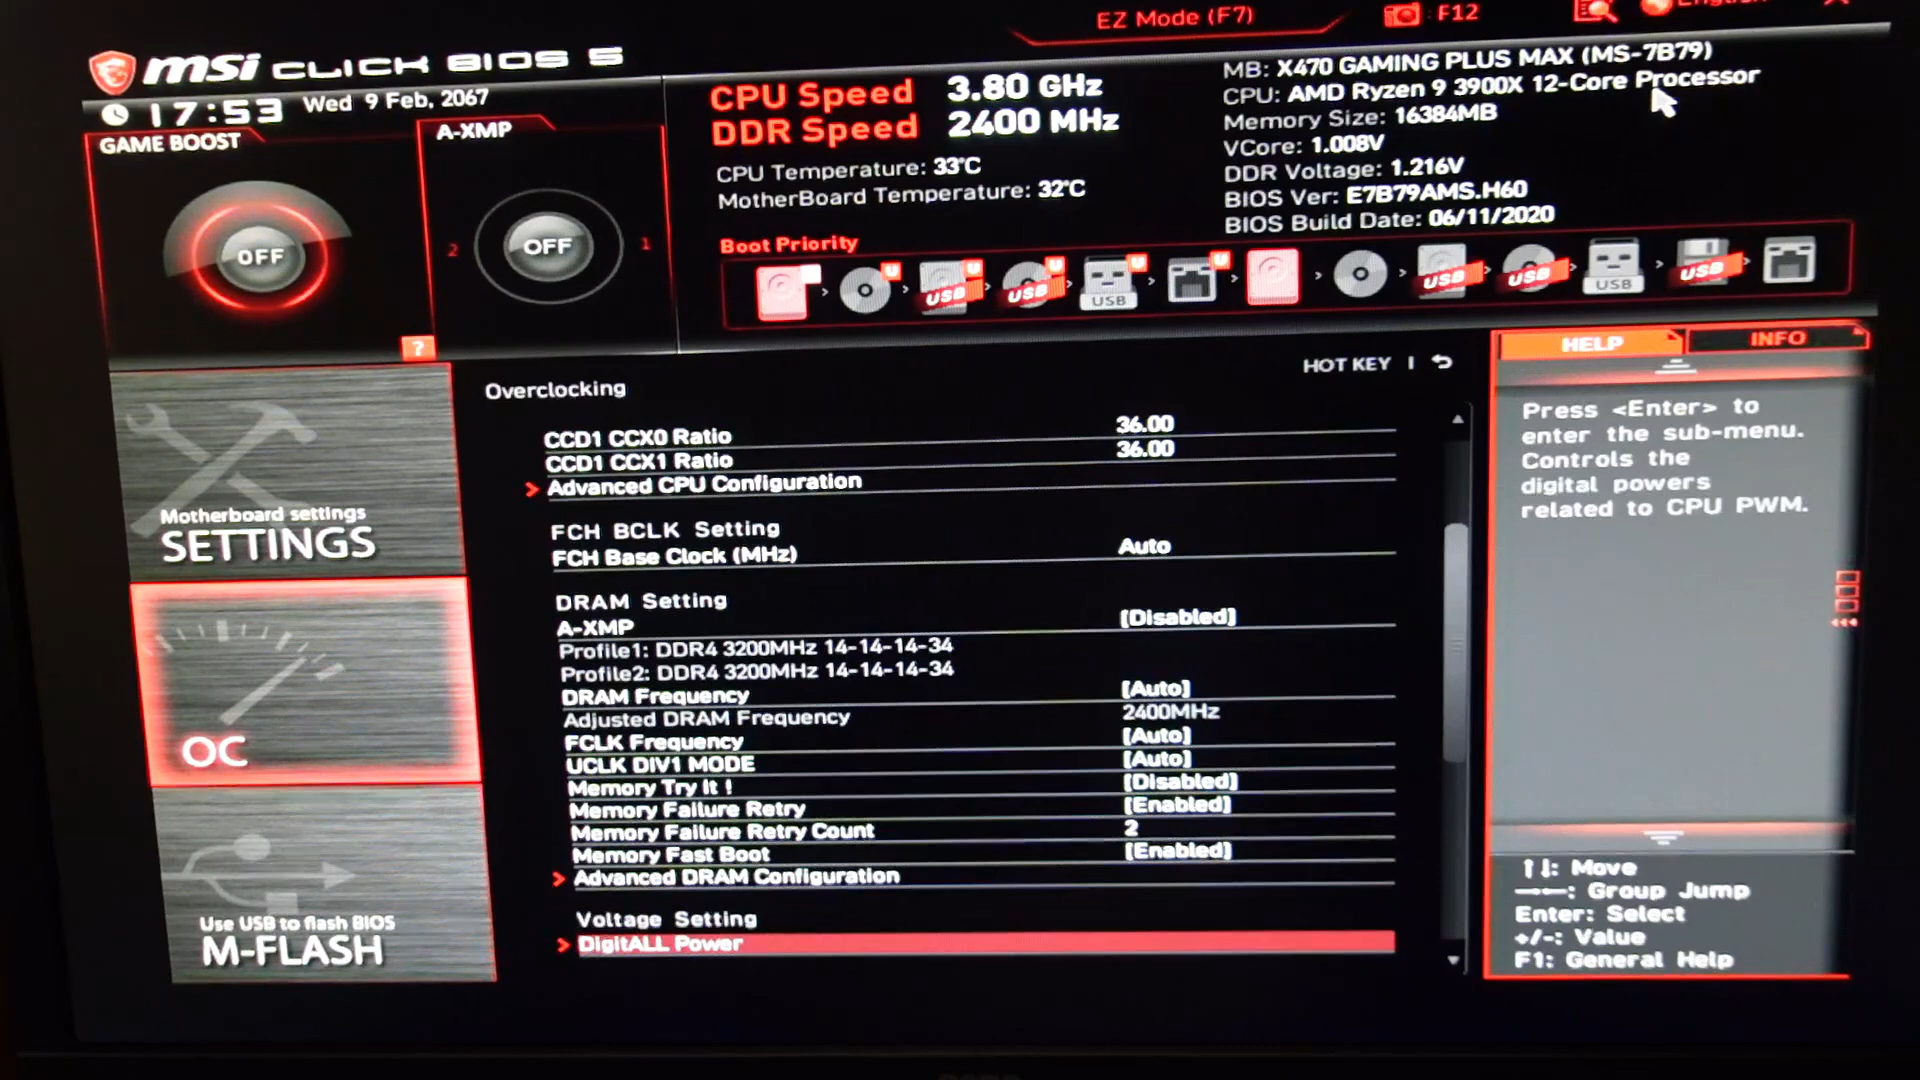 EZ Mode (F7)
: F12
msi CLICK BIOS 5
17:53 Wed 9 Feb, 2067
GAME BOOST
OFF
A-XMP
2 OFF 1
?
CPU Speed 3.80 GHz
DDR Speed 2400 MHz
CPU Temperature: 33°C
MotherBoard Temperature: 32°C
MB: X470 GAMING PLUS MAX (MS-7B79)
CPU: AMD Ryzen 9 3900X 12-Core Processor
Memory Size: 16384MB
VCore: 1.008V
DDR Voltage: 1.216V
BIOS Ver: E7B79AMS.H60
BIOS Build Date: 06/11/2020
Boot Priority
U U USB U USB U USB U USB USB USB USB
Motherboard settings
SETTINGS
OC
Use USB to flash BIOS
M-FLASH
Overclocking
HOT KEY |
CCD1 CCX0 Ratio 36.00
CCD1 CCX1 Ratio 36.00
> Advanced CPU Configuration
FCH BCLK Setting
FCH Base Clock (MHz) Auto
DRAM Setting
A-XMP [Disabled]
Profile1: DDR4 3200MHz 14-14-14-34
Profile2: DDR4 3200MHz 14-14-14-34
DRAM Frequency [Auto]
Adjusted DRAM Frequency 2400MHz
FCLK Frequency [Auto]
UCLK DIV1 MODE [Auto]
Memory Try It ! [Disabled]
Memory Failure Retry [Enabled]
Memory Failure Retry Count 2
Memory Fast Boot [Enabled]
> Advanced DRAM Configuration
Voltage Setting
> DigitALL Power
HELP
INFO
Press <Enter> to
enter the sub-menu.
Controls the
digital powers
related to CPU PWM.
↑↓: Move
→←: Group Jump
Enter: Select
+/-: Value
F1: General Help